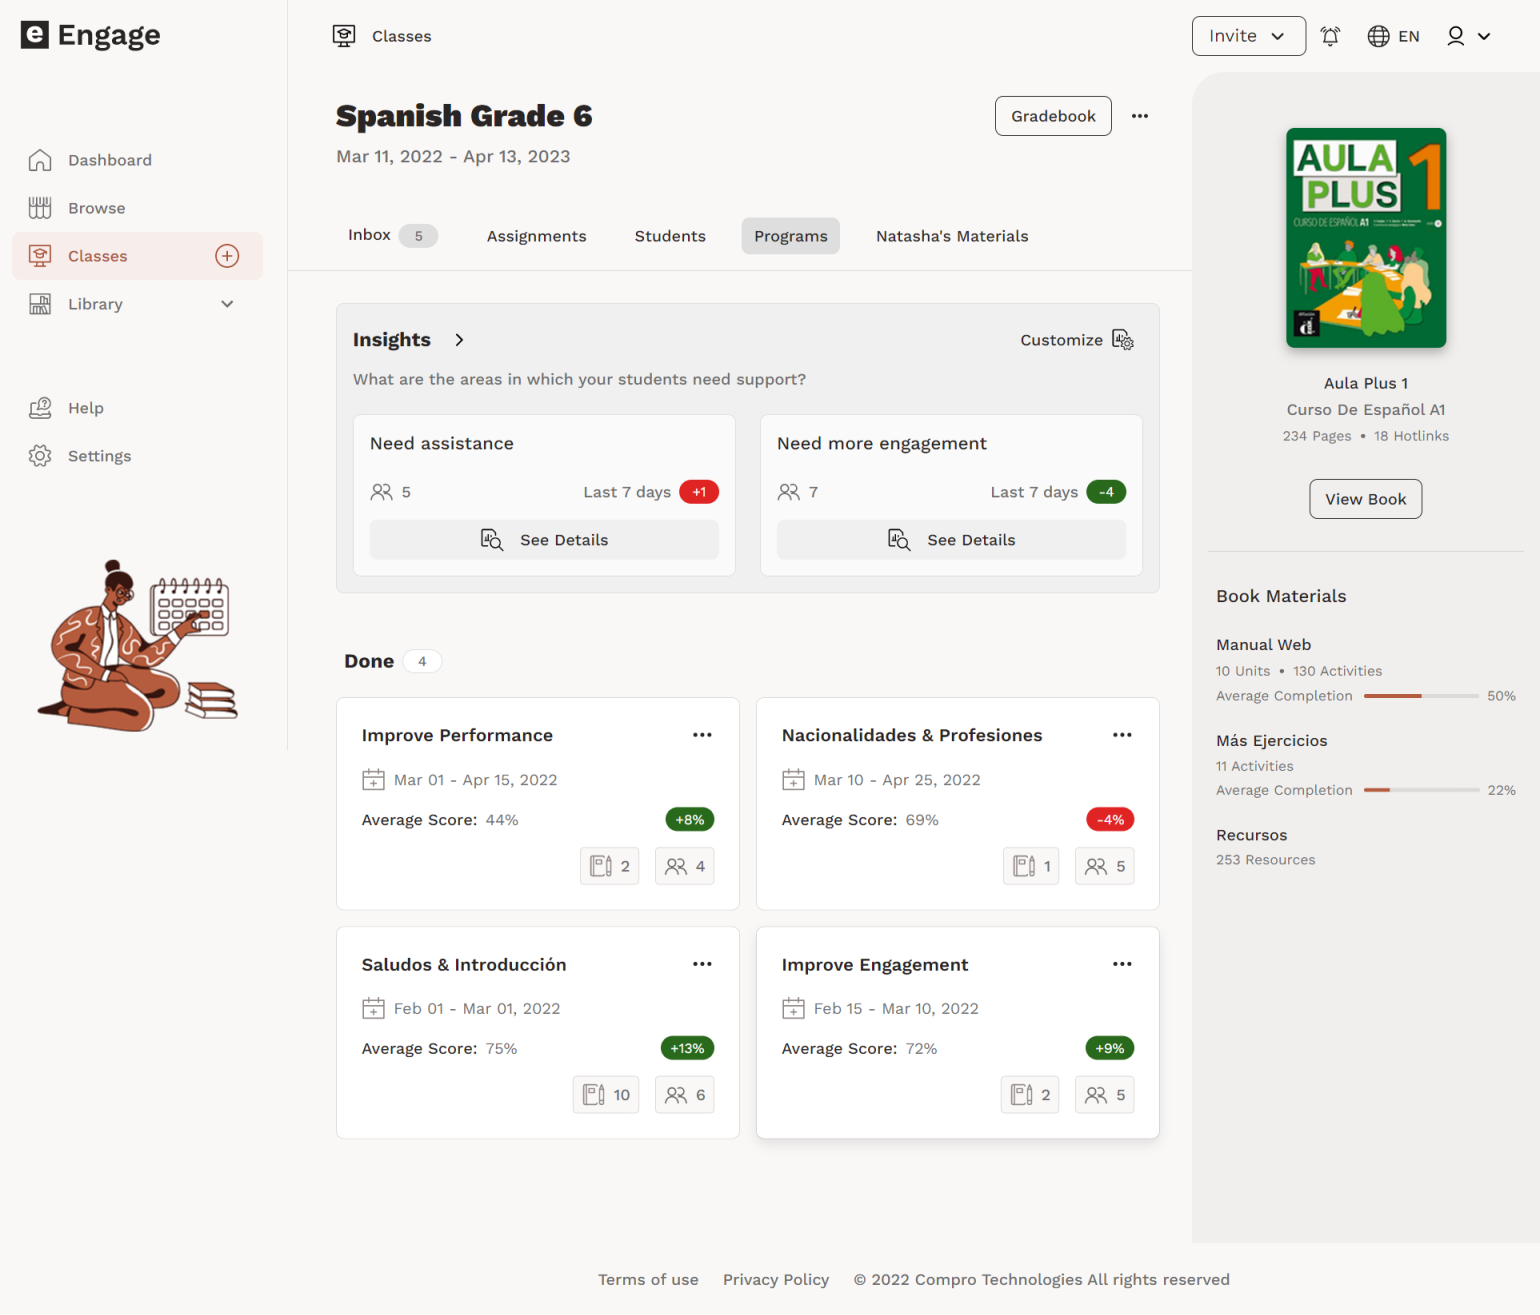 e Engage
Classes
Invite
EN
Dashboard
Browse
Classes
Library
Help
Settings
Spanish Grade 6
Gradebook
Mar 11, 2022 - Apr 13, 2023
Inbox 5
Assignments
Students
Programs
Natasha's Materials
Insights
Customize
What are the areas in which your students need support?
Need assistance
5 Last 7 days +1
See Details
Need more engagement
7 Last 7 days -4
See Details
Done 4
Improve Performance
Mar 01 - Apr 15, 2022
Average Score: 44% +8%
2 4
Nacionalidades & Profesiones
Mar 10 - Apr 25, 2022
Average Score: 69% -4%
1 5
Saludos & Introducción
Feb 01 - Mar 01, 2022
Average Score: 75% +13%
10 6
Improve Engagement
Feb 15 - Mar 10, 2022
Average Score: 72% +9%
2 5
AULA 1
PLUS
CURSO DE ESPAÑOL A1
Aula Plus 1
Curso De Español A1
234 Pages • 18 Hotlinks
View Book
Book Materials
Manual Web
10 Units • 130 Activities
Average Completion 50%
Más Ejercicios
11 Activities
Average Completion 22%
Recursos
253 Resources
Terms of use Privacy Policy © 2022 Compro Technologies All rights reserved